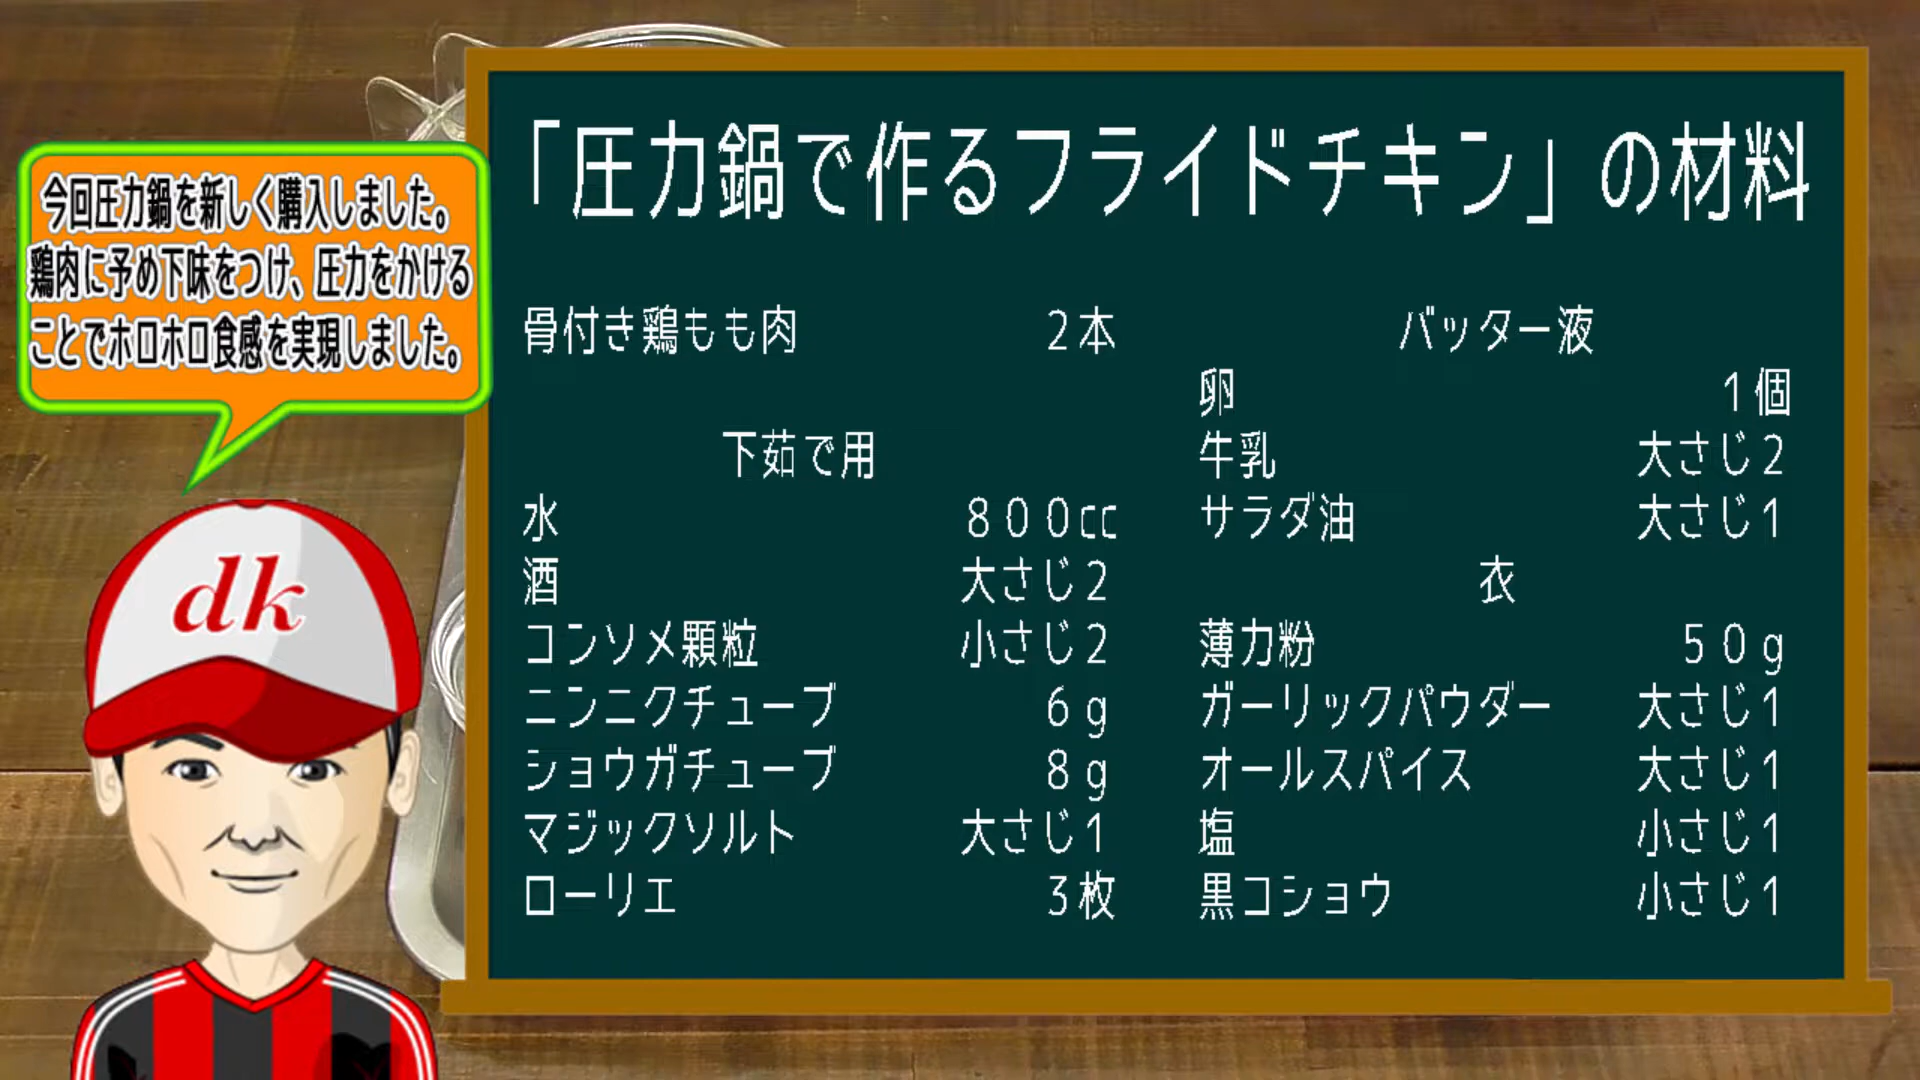 「圧力鍋で作るフライドチキン」の材料
今回圧力鍋を新しく購入しました。
鶏肉に予め下味をつけ、圧力をかける
ことでホロホロ食感を実現しました。
dk
骨付き鶏もも肉 2本
下茹で用
水 800cc
酒 大さじ2
コンソメ顆粒 小さじ2
ニンニクチューブ 6g
ショウガチューブ 8g
マジックソルト 大さじ1
ローリエ 3枚
バッター液
卵 1個
牛乳 大さじ2
サラダ油 大さじ1
衣
薄力粉 50g
ガーリックパウダー 大さじ1
オールスパイス 大さじ1
塩 小さじ1
黒コショウ 小さじ1